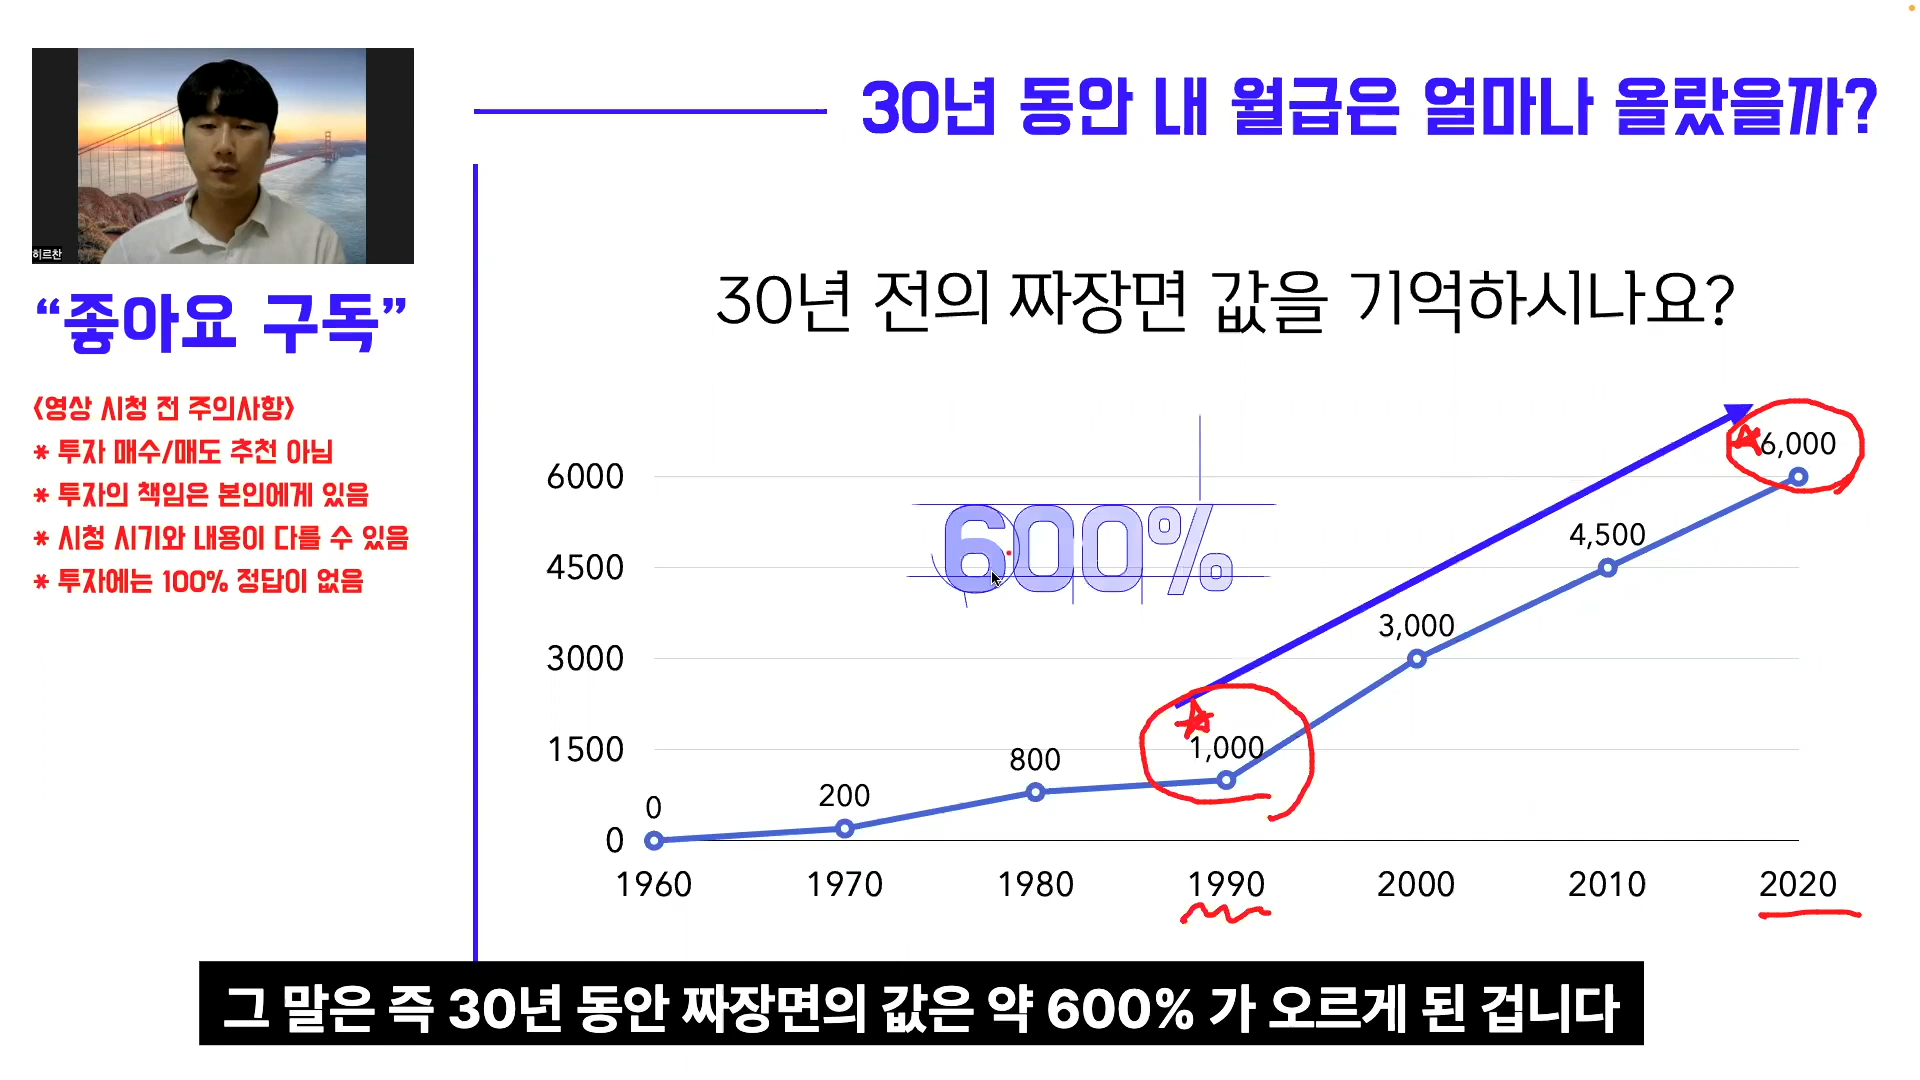 30년 동안 내 월급은 얼마나 올랐을까?
히르찬
“좋아요 구독”
<영상 시청 전 주의사항>
* 투자 매수/매도 추천 아님
* 투자의 책임은 본인에게 있음
* 시청 시기와 내용이 다를 수 있음
* 투자에는 100% 정답이 없음
30년 전의 짜장면 값을 기억하시나요?
600%
6000
4500
3000
1500
0
0
200
800
1,000
3,000
4,500
6,000
1960 1970 1980 1990 2000 2010 2020
그 말은 즉 30년 동안 짜장면의 값은 약 600% 가 오르게 된 겁니다